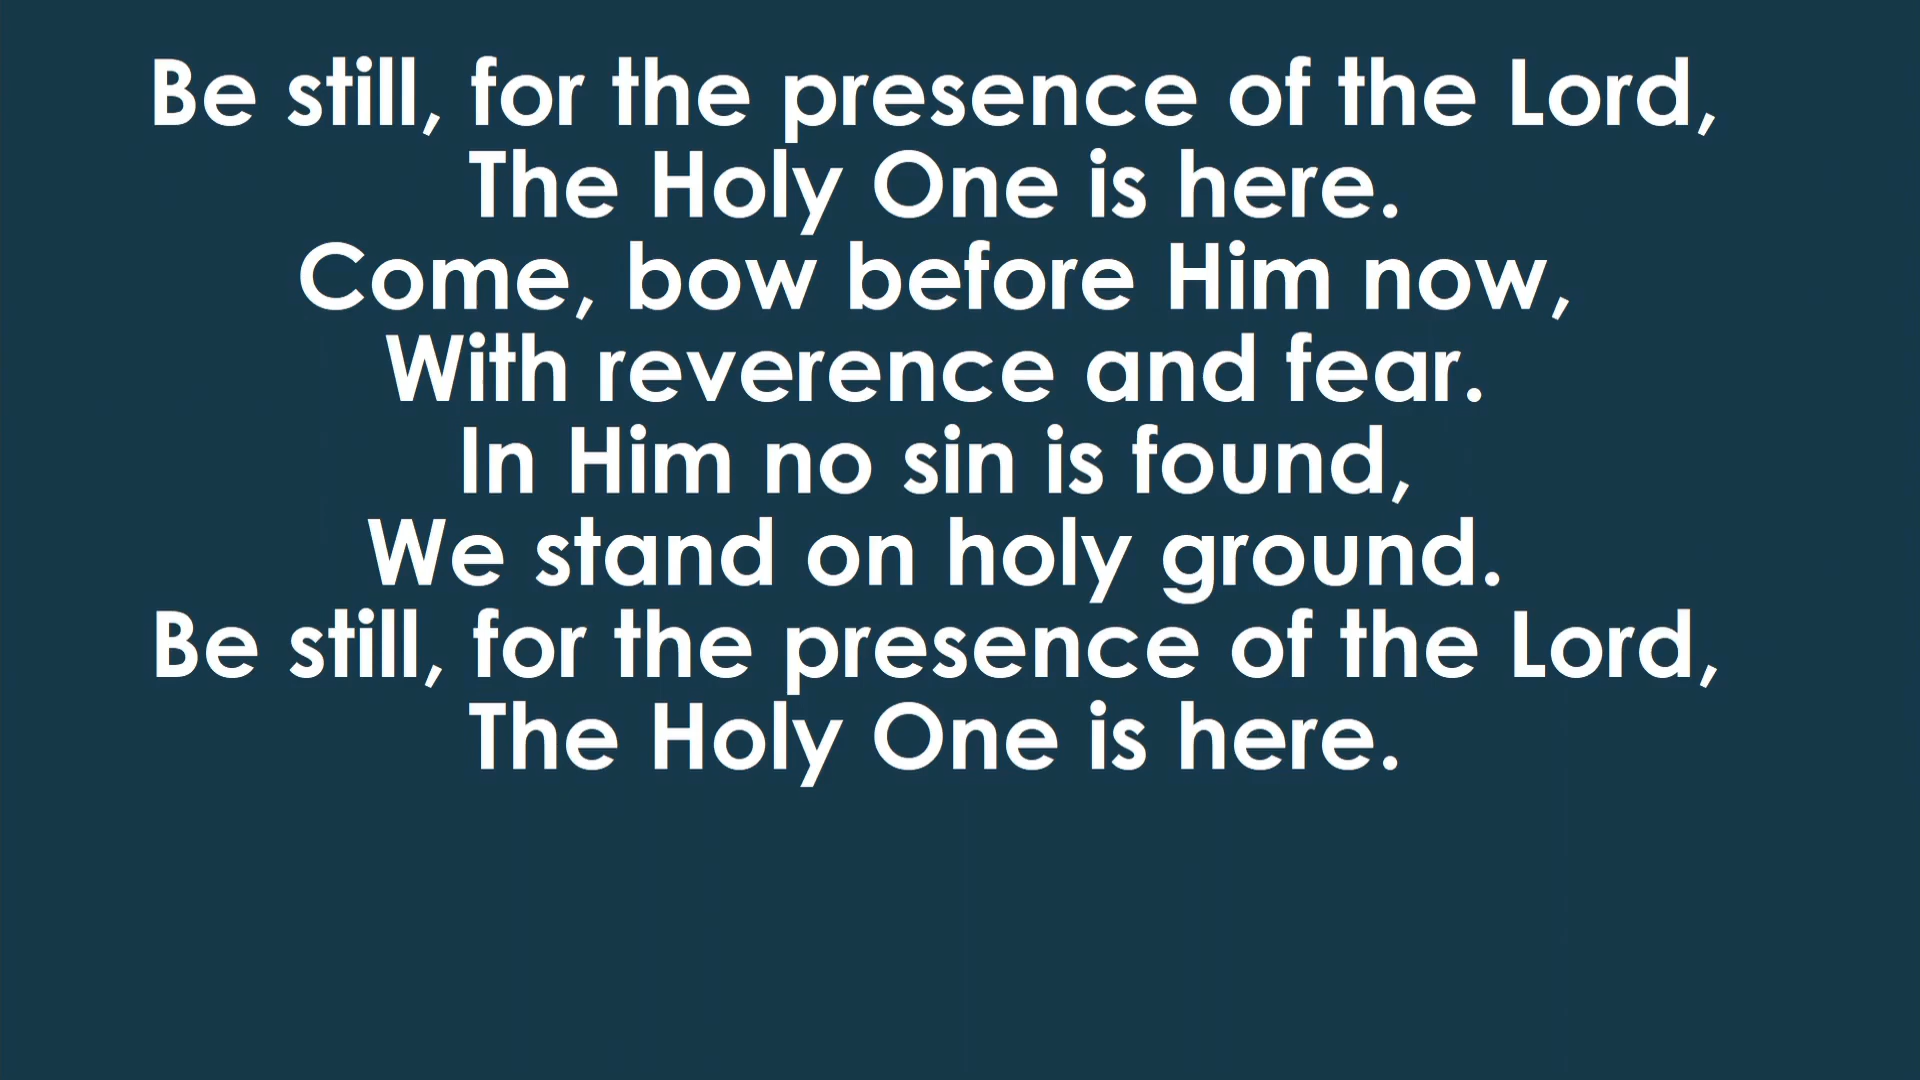 Be still, for the presence of the Lord,
The Holy One is here.
Come, bow before Him now,
With reverence and fear.
In Him no sin is found,
We stand on holy ground.
Be still, for the presence of the Lord,
The Holy One is here.